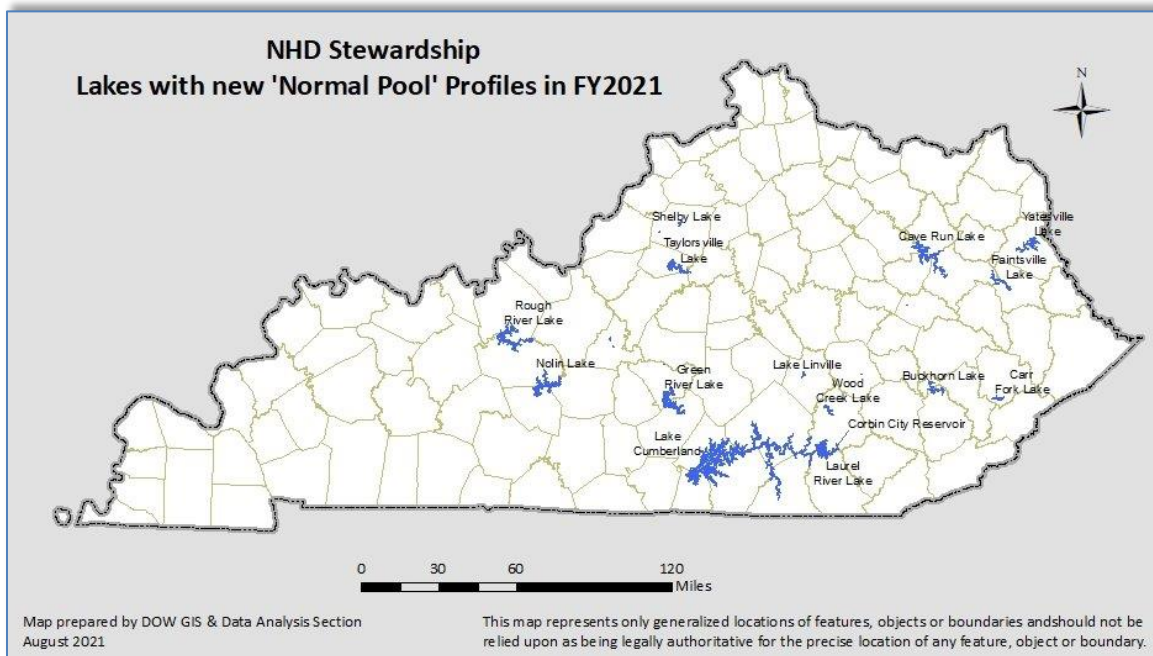 NHD Stewardship
Lakes with new 'Normal Pool' Profiles in FY2021
N
Shelby Lake
Taylorsville
Lake
Cave Run Lake
Yatesville
Lake
Paintsville
Lake
Rough
River Lake
Nolin Lake
Green
River Lake
Lake Linville
Wood
Creek Lake
Buckhorn Lake
Carr
Fork Lake
Corbin City Reservoir
Lake
Cumberland
Laurel
River Lake
0 30 60 120
Miles
Map prepared by DOW GIS & Data Analysis Section
August 2021
This map represents only generalized locations of features, objects or boundaries andshould not be
relied upon as being legally authoritative for the precise location of any feature, object or boundary.